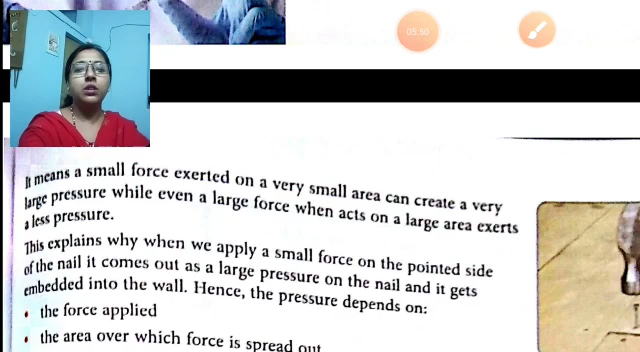 05:50
It means a small force exerted on a very small area can create a very
large pressure while even a large force when acts on a large area exerts
a less pressure.
This explains why when we apply a small force on the pointed side
of the nail it comes out as a large pressure on the nail and it gets
embedded into the wall. Hence, the pressure depends on:
• the force applied
• the area over which force is spread out